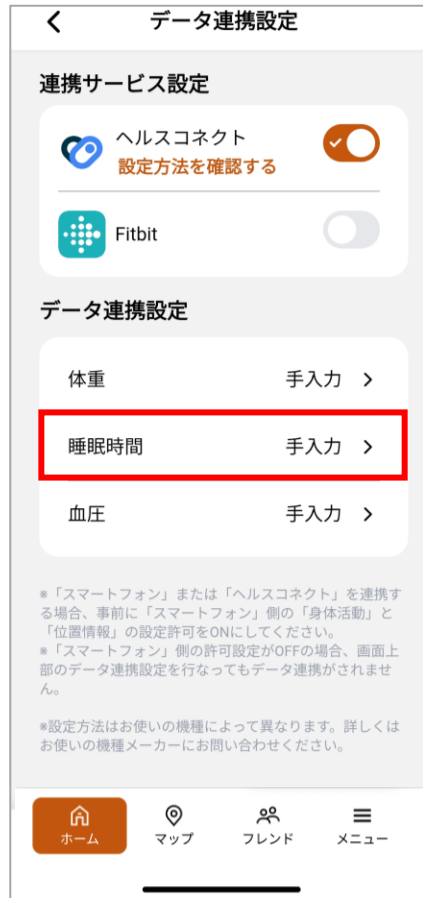 データ連携設定
連携サービス設定
ヘルスコネクト
設定方法を確認する
Fitbit
データ連携設定
体重 手入力
睡眠時間 手入力
血圧 手入力
※「スマートフォン」または「ヘルスコネクト」を連携す
る場合、事前に「スマートフォン」側の「身体活動」と
「位置情報」の設定許可をONにしてください。
※「スマートフォン」側の許可設定がOFFの場合、画面上
部のデータ連携設定を行なってもデータ連携がされませ
ん。
※設定方法はお使いの機種によって異なります。詳しくは
お使いの機種メーカーにお問い合わせください。
ホーム マップ フレンド メニュー